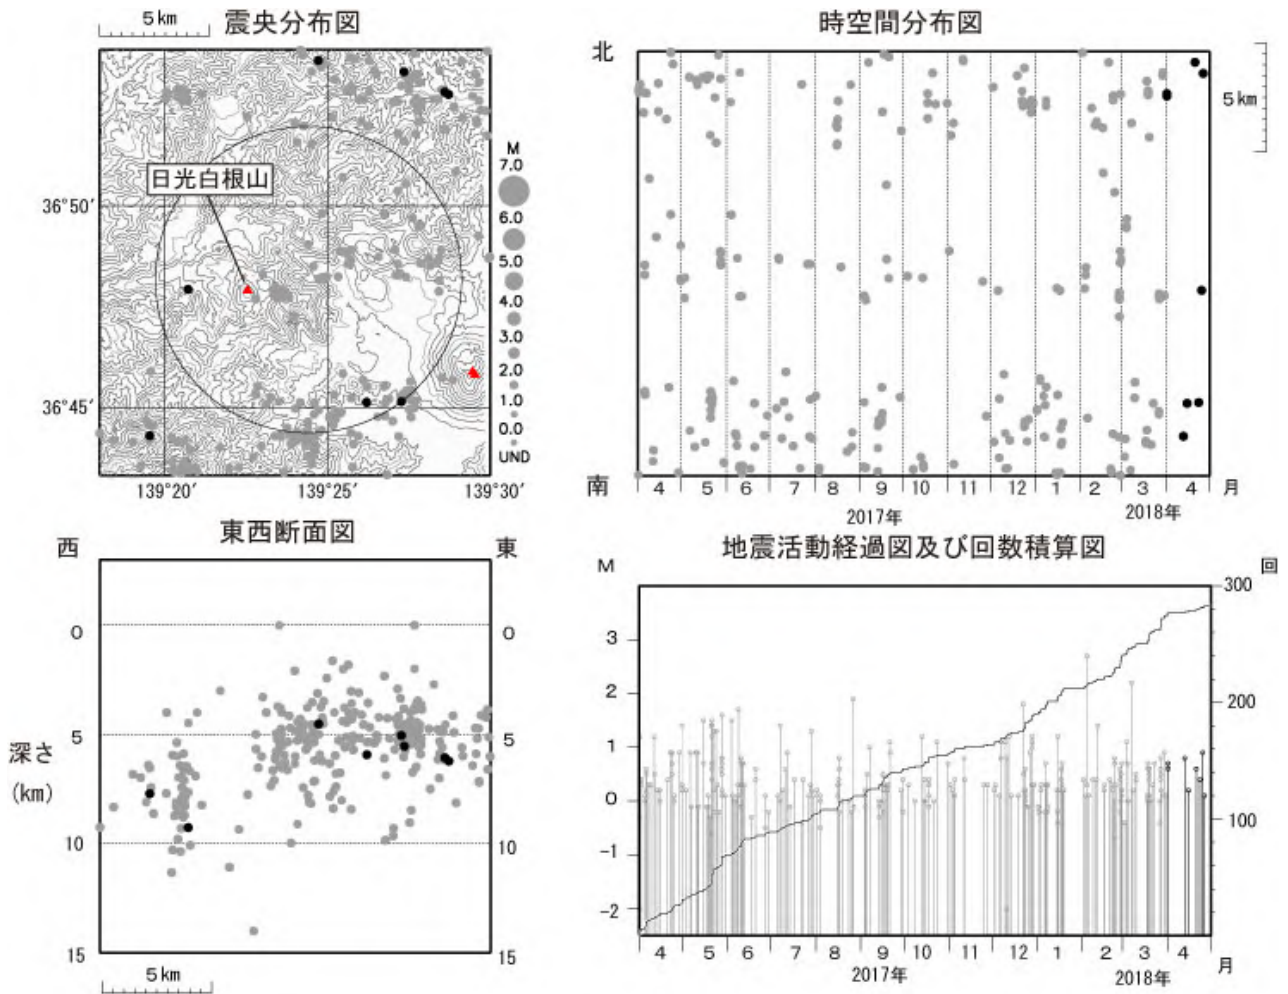 5km
震央分布図
日光白根山
36°50′
36°45′
139°20′
139°25′
139°30′
M
7.0
6.0
5.0
4.0
3.0
2.0
1.0
0.0
UND
時空間分布図
北
南
5km
4 5 6 7 8 9 10 11 12 1 2 3 4 月
2017年 2018年
東西断面図
西 東
0 0
5 5
深さ
(km)
10 10
15 15
5km
地震活動経過図及び回数積算図
M 回
3
2
1
0
-1
-2
300
200
100
4 5 6 7 8 9 10 11 12 1 2 3 4 月
2017年 2018年